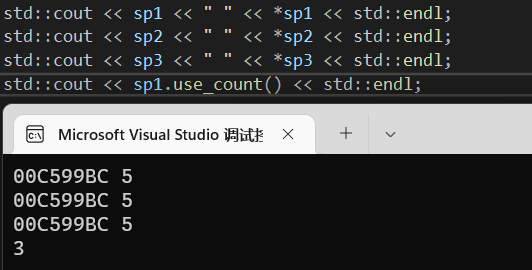 std::cout << sp1 << " " << *sp1 << std::endl;
std::cout << sp2 << " " << *sp2 << std::endl;
std::cout << sp3 << " " << *sp3 << std::endl;
std::cout << sp1.use_count() << std::endl;
Microsoft Visual Studio 调试
00C599BC 5
00C599BC 5
00C599BC 5
3